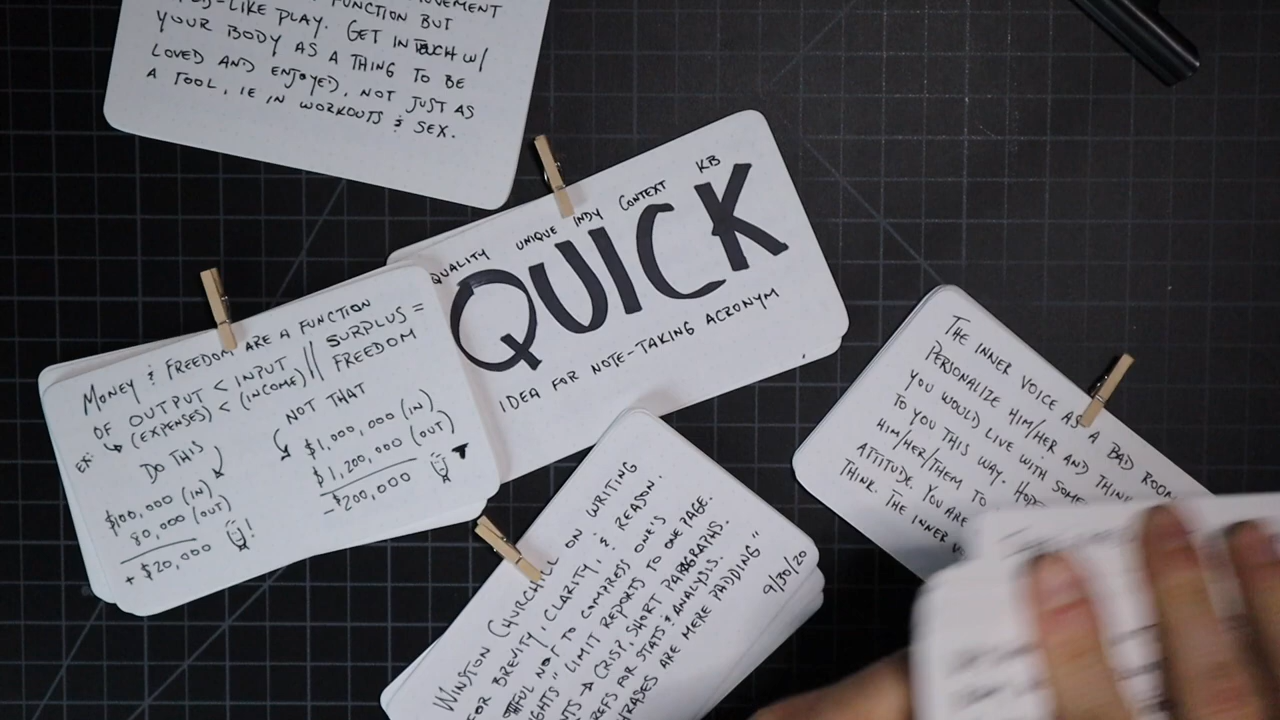 FUNCTION BUT
-LIKE PLAY. GET IN TOUCH W/
YOUR BODY AS A THING TO BE
LOVED AND ENJOYED, NOT JUST AS
A TOOL, IE IN WORKOUTS & SEX.
QUALITY UNIQUE INDY CONTEXT KB
QUICK
IDEA FOR NOTE-TAKING ACRONYM
MONEY & FREEDOM ARE A FUNCTION
OF OUTPUT < INPUT || SURPLUS =
(EXPENSES) < (INCOME) || FREEDOM
EX:
DO THIS
$100,000 (IN)
80,000 (OUT)
+ $20,000
!
NOT THAT
$1,000,000 (IN)
$1,200,000 (OUT)
-$200,000
WINSTON CHURCHILL ON WRITING
FOR BREVITY, CLARITY, & REASON.
NOT TO COMPRESS ONE'S
" LIMIT REPORTS TO ONE PAGE.
→ CRISP, SHORT PARAGRAPHS.
FOR STATS & ANALYSIS.
ARE MERE PADDING"
9/30/20
THE INNER VOICE AS A BAD ROOM
PERSONALIZE HIM/HER AND THINK
YOU WOULD LIVE WITH SOME
TO YOU THIS WAY.
HIM/HER/THEM TO
ATTITUDE. YOU ARE
THINK. THE INNER